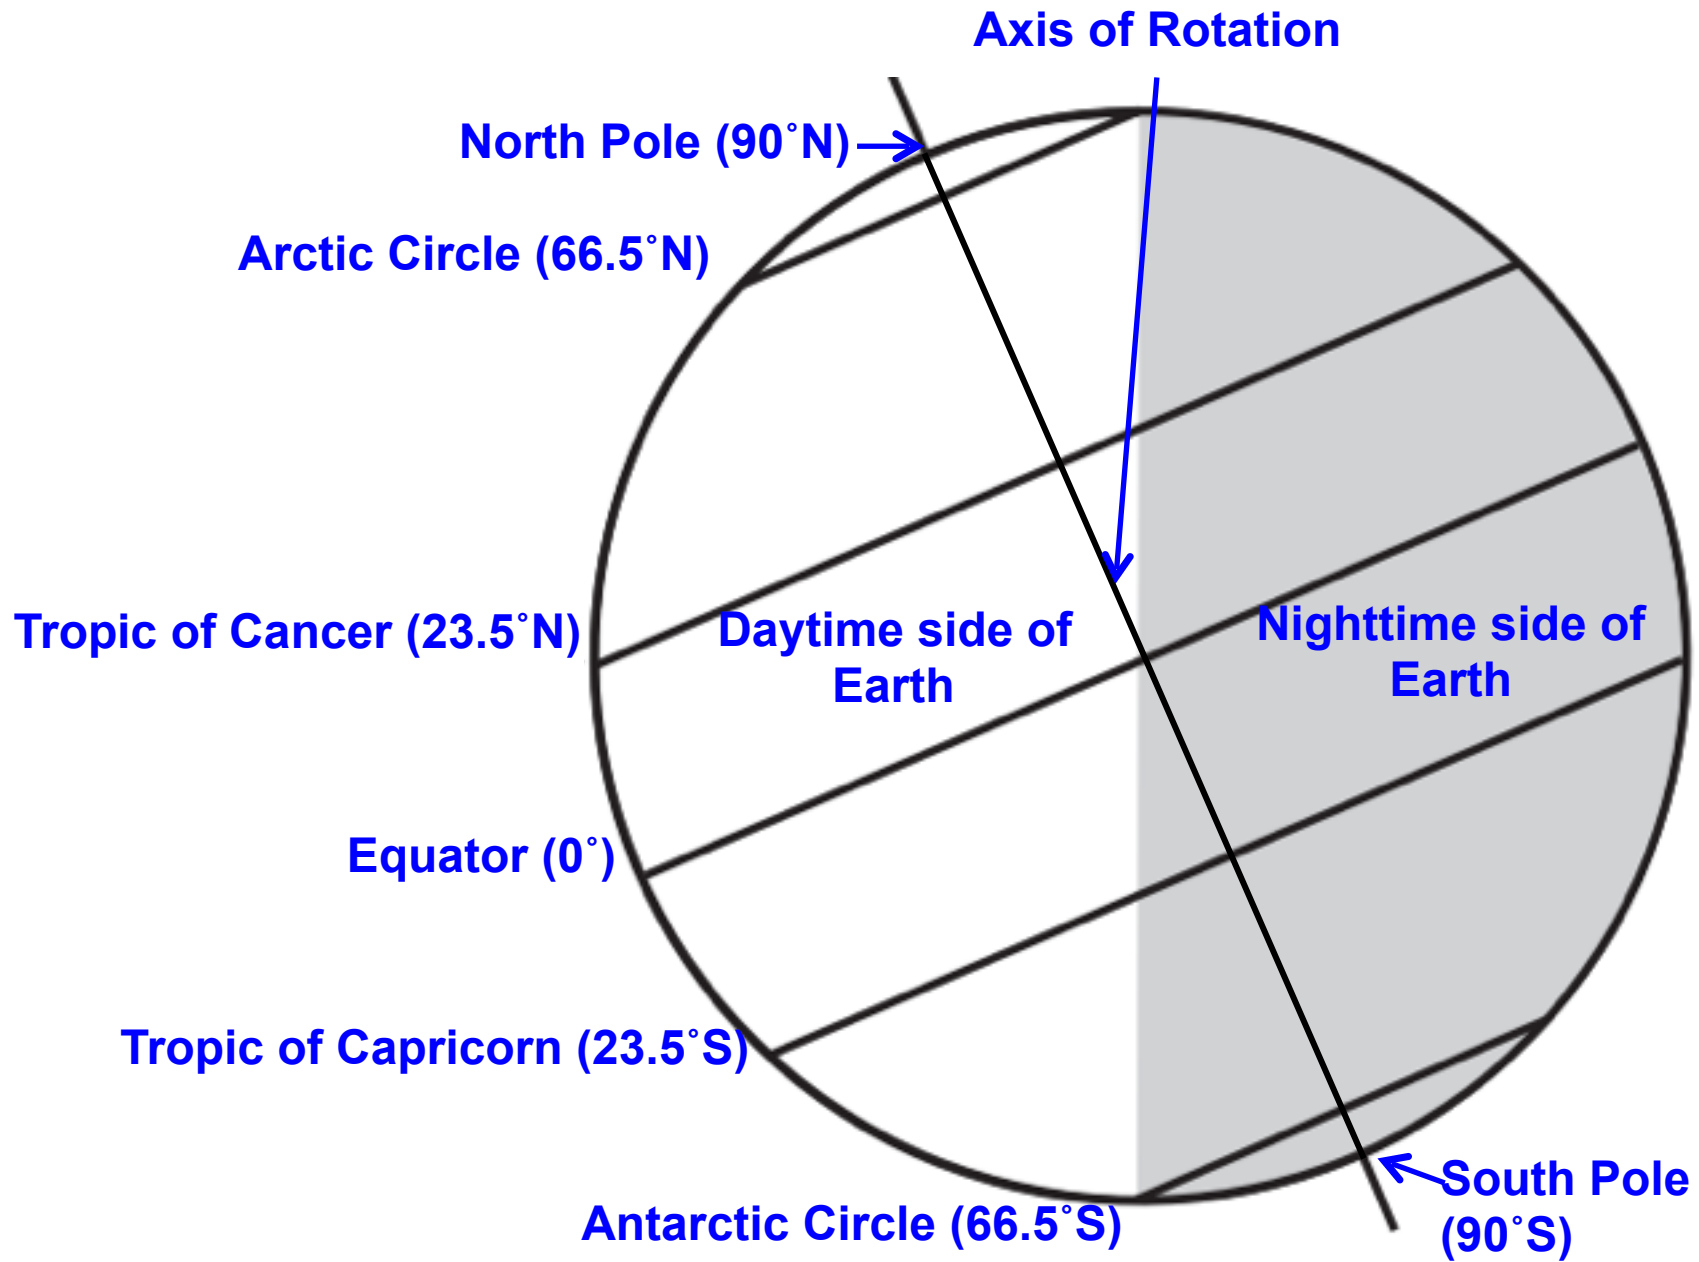 Axis of Rotation
North Pole (90˚N)
Arctic Circle (66.5˚N)
Tropic of Cancer (23.5˚N)
Daytime side of
Earth
Nighttime side of
Earth
Equator (0˚)
Tropic of Capricorn (23.5˚S)
Antarctic Circle (66.5˚S)
South Pole
(90˚S)